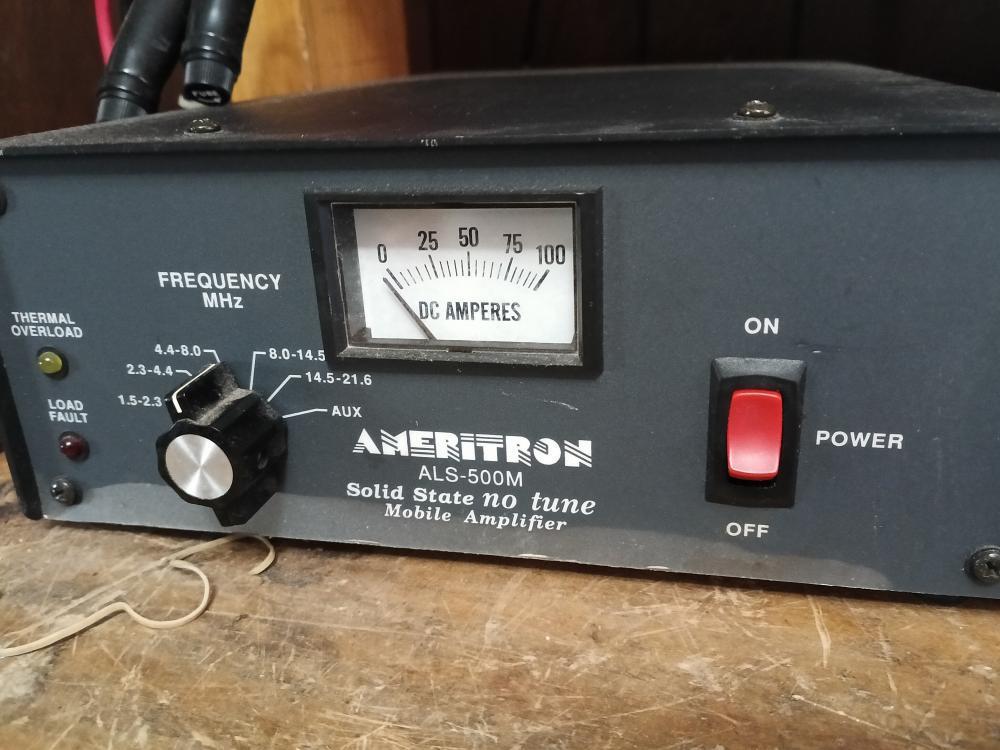 FUSE
0 25 50 75 100
DC AMPERES
FREQUENCY
MHz
THERMAL
OVERLOAD
LOAD
FAULT
1.5-2.3
2.3-4.4
4.4-8.0
8.0-14.5
14.5-21.6
AUX
AMERITRON
ALS-500M
Solid State no tune
Mobile Amplifier
ON
POWER
OFF